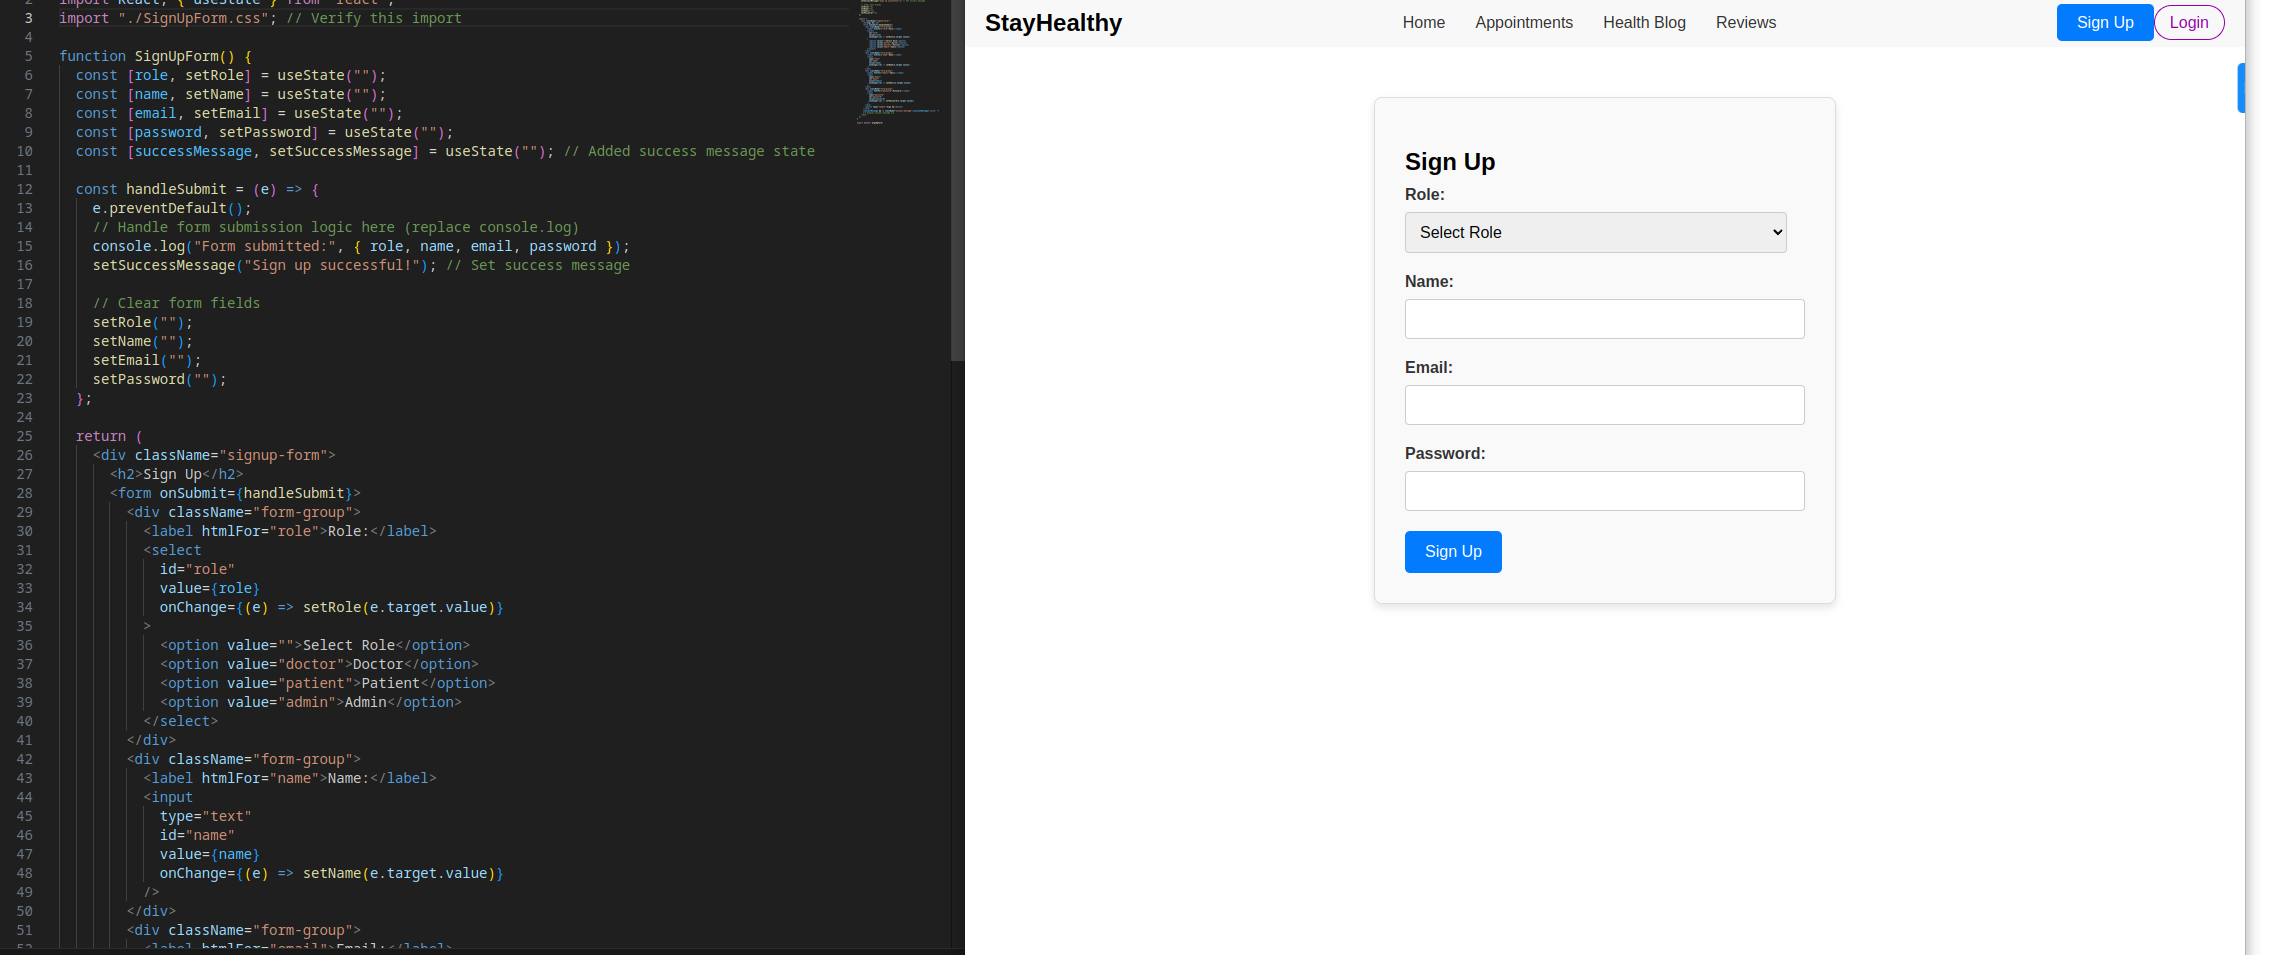 2 import React, { useState } from "react";
3 import "./SignUpForm.css"; // Verify this import
4
5 function SignUpForm() {
6 const [role, setRole] = useState("");
7 const [name, setName] = useState("");
8 const [email, setEmail] = useState("");
9 const [password, setPassword] = useState("");
10 const [successMessage, setSuccessMessage] = useState(""); // Added success message state
11
12 const handleSubmit = (e) => {
13 e.preventDefault();
14 // Handle form submission logic here (replace console.log)
15 console.log("Form submitted:", { role, name, email, password });
16 setSuccessMessage("Sign up successful!"); // Set success message
17
18 // Clear form fields
19 setRole("");
20 setName("");
21 setEmail("");
22 setPassword("");
23 };
24
25 return (
26 <div className="signup-form">
27 <h2>Sign Up</h2>
28 <form onSubmit={handleSubmit}>
29 <div className="form-group">
30 <label htmlFor="role">Role:</label>
31 <select
32 id="role"
33 value={role}
34 onChange={(e) => setRole(e.target.value)}
35 >
36 <option value="">Select Role</option>
37 <option value="doctor">Doctor</option>
38 <option value="patient">Patient</option>
39 <option value="admin">Admin</option>
40 </select>
41 </div>
42 <div className="form-group">
43 <label htmlFor="name">Name:</label>
44 <input
45 type="text"
46 id="name"
47 value={name}
48 onChange={(e) => setName(e.target.value)}
49 />
50 </div>
51 <div className="form-group">
52 <label htmlFor="email">Email:</label>
StayHealthy
Home Appointments Health Blog Reviews
Sign Up Login
Sign Up
Role:
Select Role
Name:
Email:
Password:
Sign Up